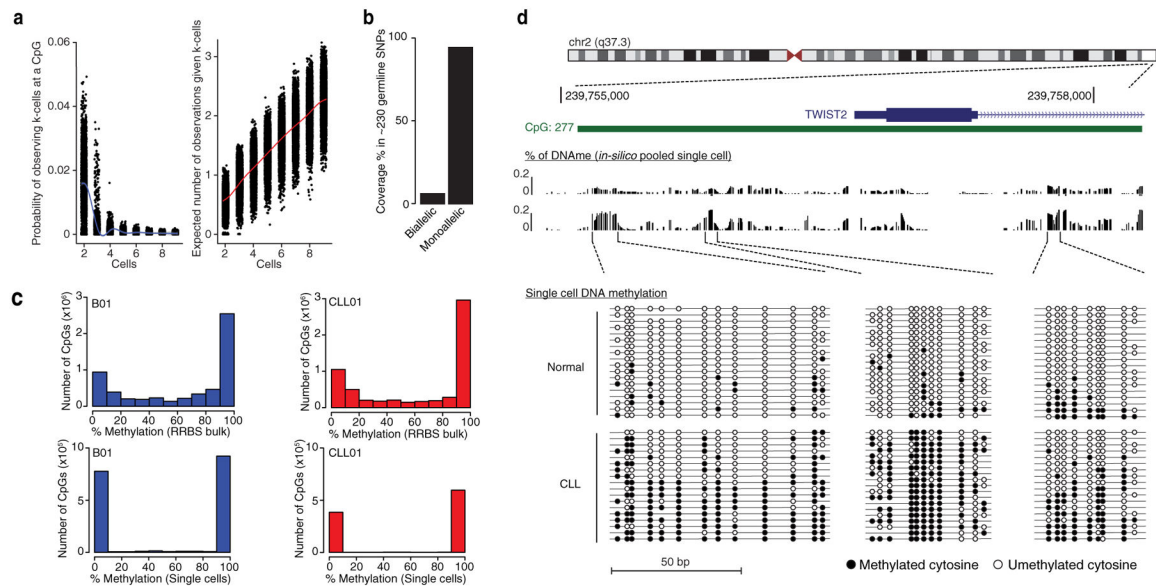 a
Probability of observing k-cells at a CpG
0.06
0.04
0.02
0
2 4 6 8
Cells
Expected number of observations given k-cells
3
2
1
0
2 4 6 8
Cells
b
Coverage % in ~230 germline SNPs
100
50
0
Biallelic
Monoallelic
c
B01
Number of CpGs (x10⁶)
3
2
1
0
0 20 40 60 80 100
% Methylation (RRBS bulk)
CLL01
Number of CpGs (x10⁶)
3
2
1
0
0 20 40 60 80 100
% Methylation (RRBS bulk)
B01
Number of CpGs (x10⁵)
10
5
0
0 20 40 60 80 100
% Methylation (Single cells)
CLL01
Number of CpGs (x10⁵)
10
5
0
0 20 40 60 80 100
% Methylation (Single cells)
d
chr2 (q37.3)
239,755,000
239,758,000
TWIST2
CpG: 277
% of DNAme (in-silico pooled single cell)
0.2
0
0.2
0
Single cell DNA methylation
Normal
CLL
50 bp
Methylated cytosine
Umethylated cytosine